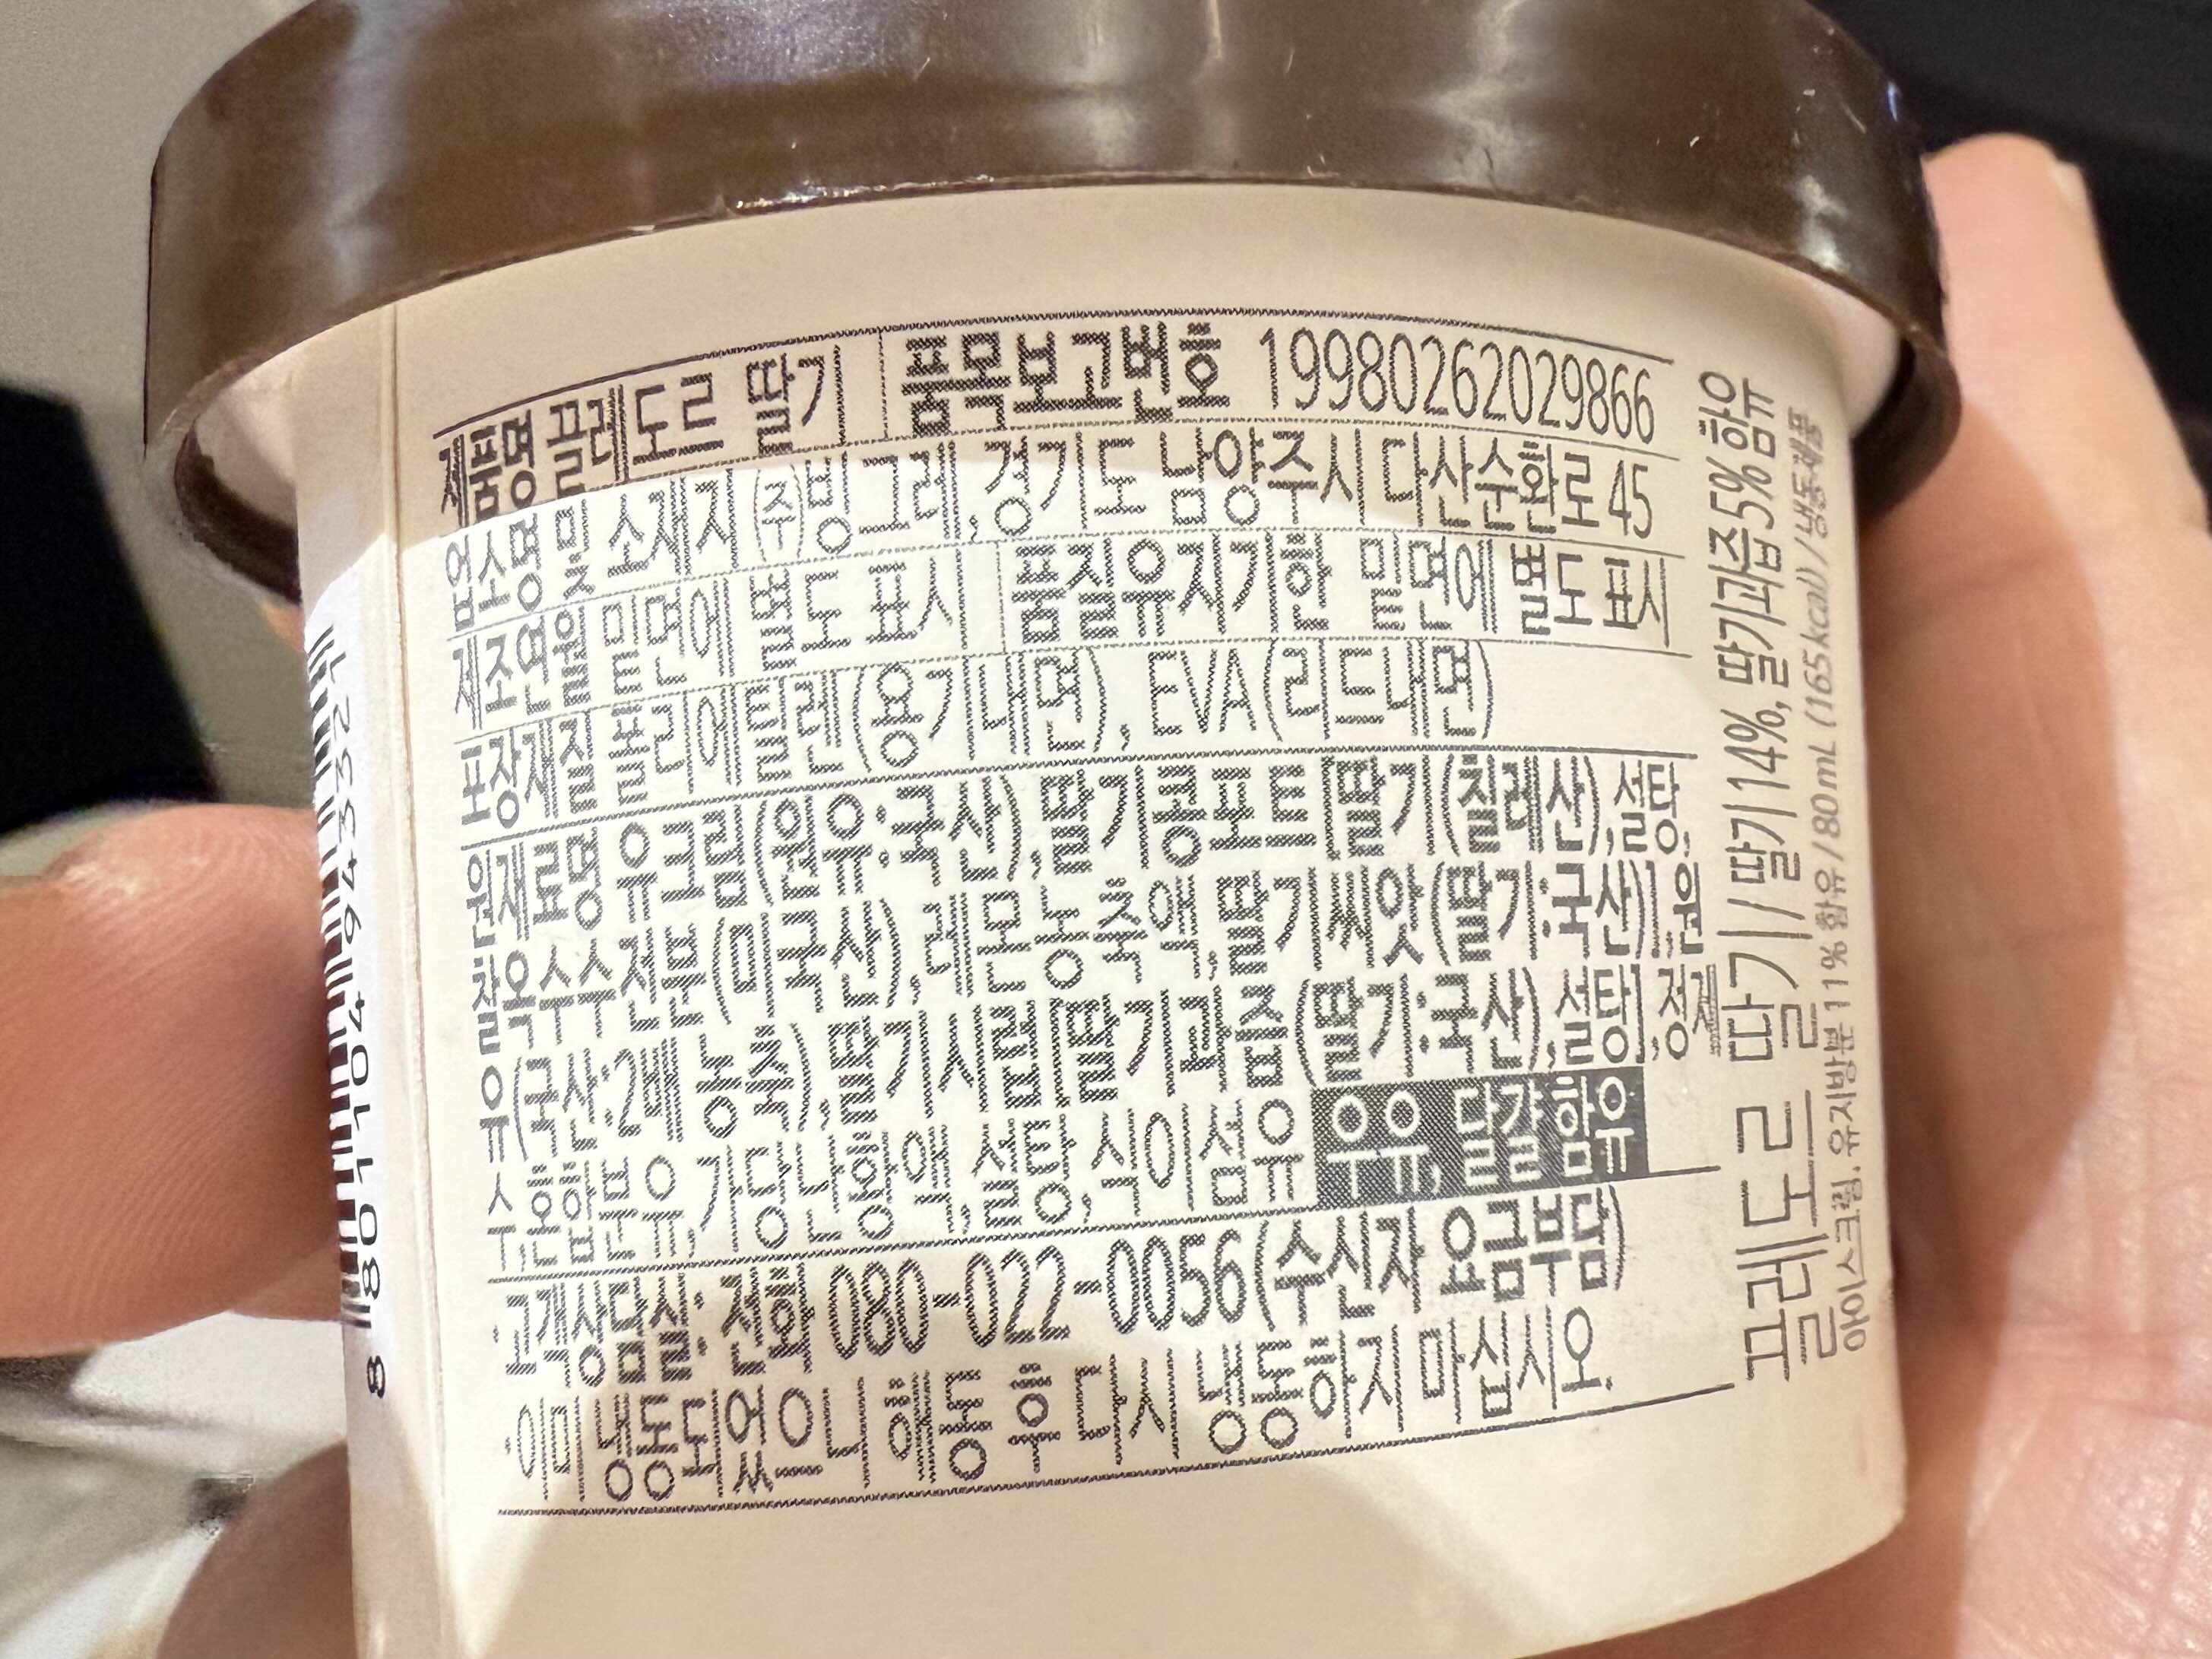 제품명 끌레도르 딸기 품목보고번호 19980262029866
업소명 및 소재지 (주)빙그레, 경기도 남양주시 다산순환로 45
제조연월 밑면에 별도 표시 품질유지기한 밑면에 별도 표시
포장재질 폴리에틸렌(용기내면), EVA(리드내면)
원재료명 유크림(원유:국산), 딸기콩포트[딸기(칠레산), 설탕,
찰옥수수전분(미국산), 레몬농축액, 딸기씨앗(딸기:국산)], 원
유(국산:2배 농축), 딸기시럽[딸기과즙(딸기:국산), 설탕], 정제
수, 혼합분유, 가당난황액, 설탕, 식이섬유 우유, 달걀 함유
·고객상담실: 전화 080-022-0056(수신자 요금부담)
·이미 냉동되었으니 해동 후 다시 냉동하지 마십시오.
끌레도르 딸기 / 딸기 14%, 딸기과즙 5% 함유
아이스크림. 유지방분 11% 함유 / 80mL (165kcal) / 냉동제품
8 801104 943321